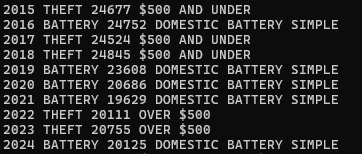 2015 THEFT 24677 $500 AND UNDER
2016 BATTERY 24752 DOMESTIC BATTERY SIMPLE
2017 THEFT 24524 $500 AND UNDER
2018 THEFT 24845 $500 AND UNDER
2019 BATTERY 23608 DOMESTIC BATTERY SIMPLE
2020 BATTERY 20686 DOMESTIC BATTERY SIMPLE
2021 BATTERY 19629 DOMESTIC BATTERY SIMPLE
2022 THEFT 20111 OVER $500
2023 THEFT 20755 OVER $500
2024 BATTERY 20125 DOMESTIC BATTERY SIMPLE